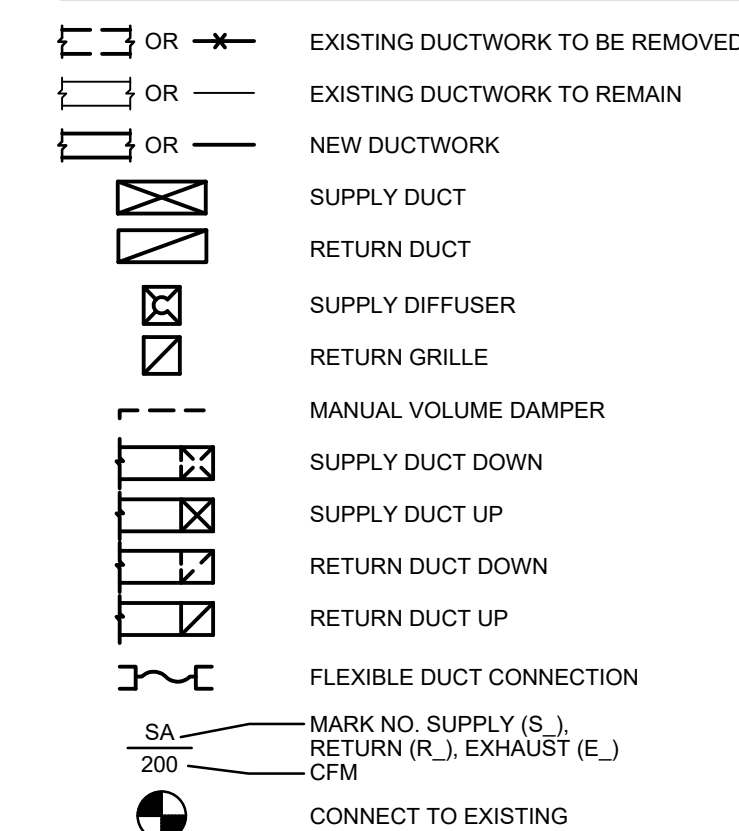 OR EXISTING DUCTWORK TO BE REMOVED
OR EXISTING DUCTWORK TO REMAIN
OR NEW DUCTWORK
SUPPLY DUCT
RETURN DUCT
SUPPLY DIFFUSER
RETURN GRILLE
MANUAL VOLUME DAMPER
SUPPLY DUCT DOWN
SUPPLY DUCT UP
RETURN DUCT DOWN
RETURN DUCT UP
FLEXIBLE DUCT CONNECTION
SA MARK NO. SUPPLY (S_),
RETURN (R_), EXHAUST (E_)
200 CFM
CONNECT TO EXISTING